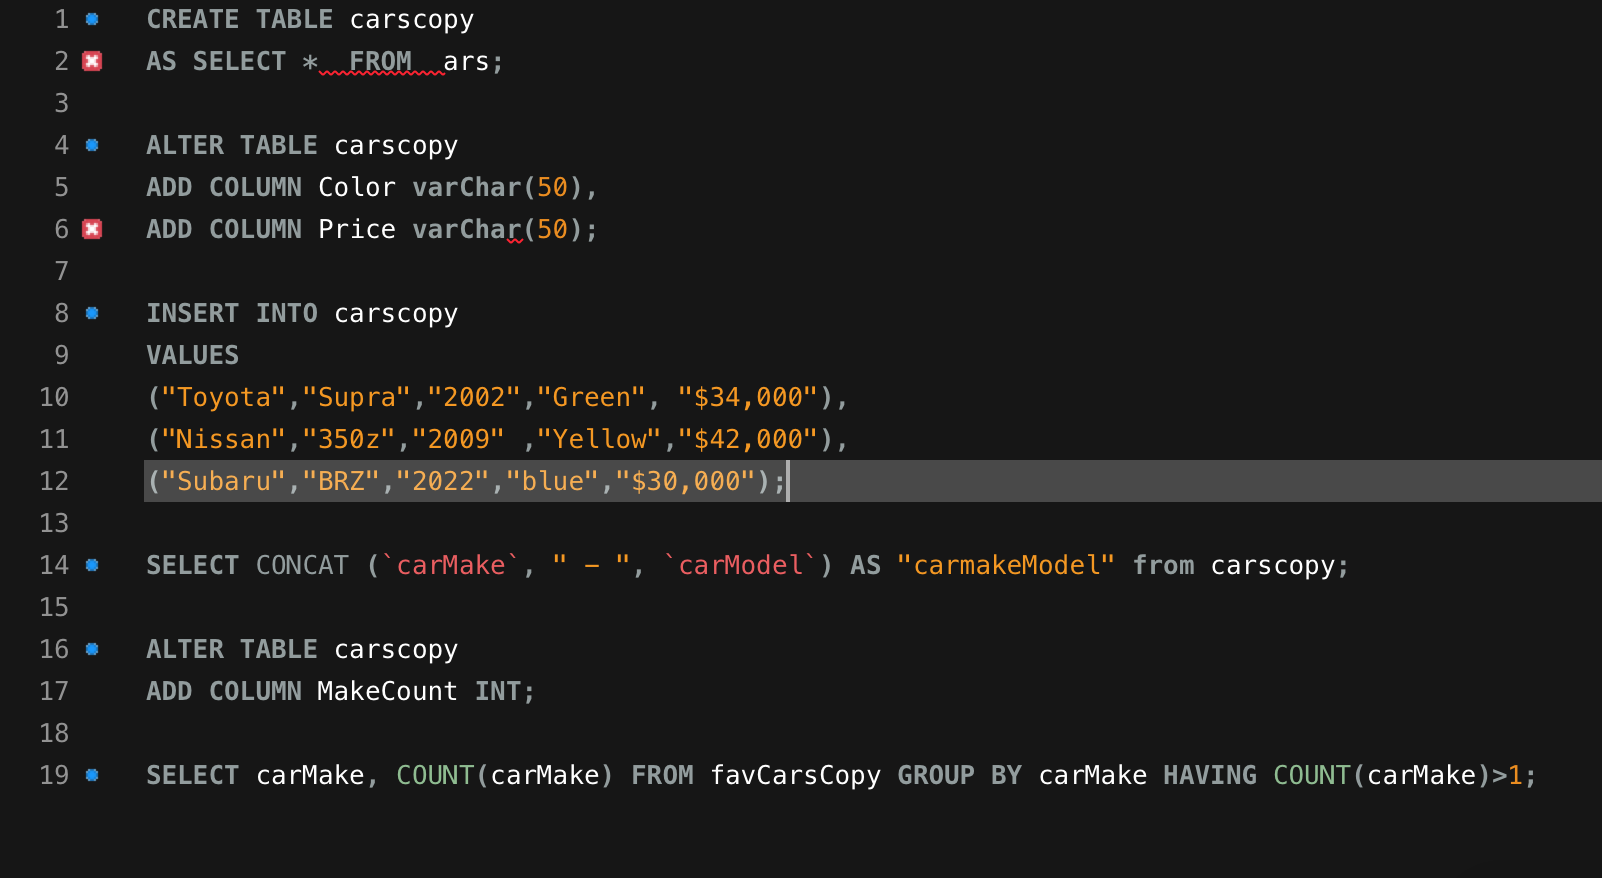 1 CREATE TABLE carscopy
2 AS SELECT *  FROM  ars;
3
4 ALTER TABLE carscopy
5 ADD COLUMN Color varChar(50),
6 ADD COLUMN Price varChar(50);
7
8 INSERT INTO carscopy
9 VALUES
10 ("Toyota","Supra","2002","Green", "$34,000"),
11 ("Nissan","350z","2009" ,"Yellow","$42,000"),
12 ("Subaru","BRZ","2022","blue","$30,000");
13
14 SELECT CONCAT (`carMake`, " - ", `carModel`) AS "carmakeModel" from carscopy;
15
16 ALTER TABLE carscopy
17 ADD COLUMN MakeCount INT;
18
19 SELECT carMake, COUNT(carMake) FROM favCarsCopy GROUP BY carMake HAVING COUNT(carMake)>1;